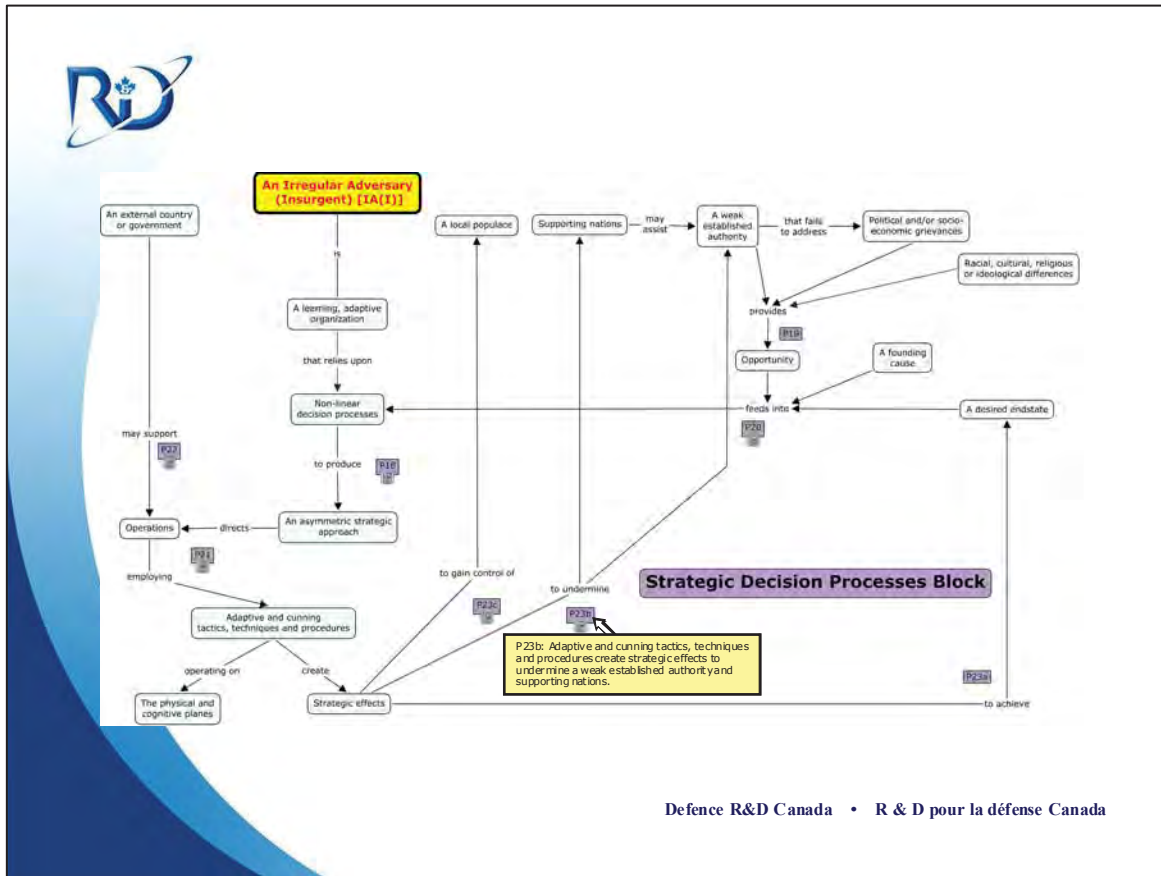 R&D
An Irregular Adversary
(Insurgent) [IA(I)]
An external country
or government
A local populace
Supporting nations
may
assist
A weak
established
authority
that fails
to address
Political and/or socio-
economic grievances
Racial, cultural, religious
or ideological differences
is
A learning, adaptive
organization
provides
P19
that relies upon
Opportunity
A founding
cause
Non-linear
decision processes
feeds into
A desired endstate
P20
may support
P22
to produce
P18
Operations
directs
An asymmetric strategic
approach
P21
employing
to gain control of
P23c
to undermine
P23b
Strategic Decision Processes Block
Adaptive and cunning
tactics, techniques and procedures
P23b: Adaptive and cunning tactics, techniques
and procedures create strategic effects to
undermine a weak established authority and
supporting nations.
operating on
create
P23a
The physical and
cognitive planes
Strategic effects
to achieve
Defence R&D Canada • R & D pour la défense Canada